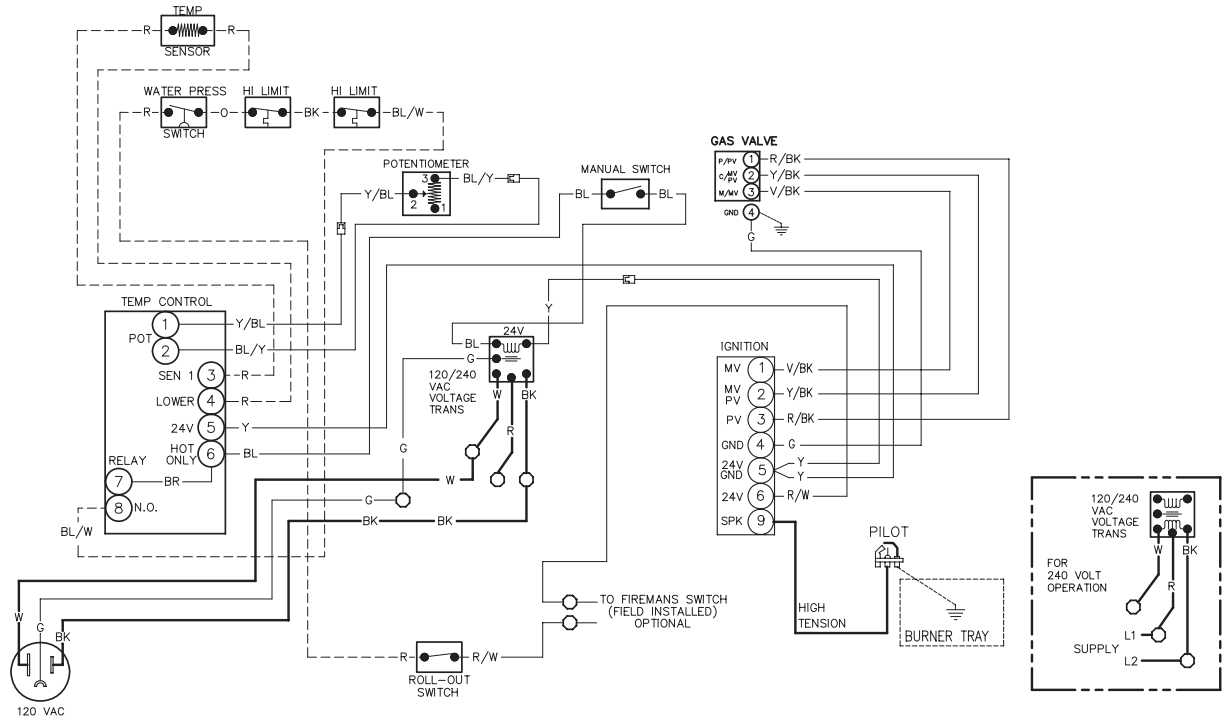 TEMP
R R
SENSOR
WATER PRESS HI LIMIT HI LIMIT
R O BK BL/W
SWITCH
POTENTIOMETER
3 BL/Y
Y/BL 2 1
MANUAL SWITCH
BL BL
GAS VALVE
P/PV 1 R/BK
C/MV PV 2 Y/BK
M/MV 3 V/BK
GND 4
G
TEMP CONTROL
1 Y/BL
POT
2 BL/Y
SEN 1 3 R
LOWER 4 R
24V 5 Y
HOT ONLY 6 BL
RELAY
7 BR
8 N.O.
BL/W
Y
24V
BL
G
120/240
VAC
VOLTAGE
TRANS
W BK
R
G
W
G
BK BK
IGNITION
MV 1 V/BK
MV PV 2 Y/BK
PV 3 R/BK
GND 4 G
24V GND 5 Y
Y
24V 6 R/W
SPK 9
PILOT
HIGH
TENSION
BURNER TRAY
TO FIREMANS SWITCH
(FIELD INSTALLED)
OPTIONAL
R R/W
ROLL-OUT
SWITCH
W
G
BK
120 VAC
120/240
VAC
VOLTAGE
TRANS
W BK
R
FOR
240 VOLT
OPERATION
L1
SUPPLY
L2